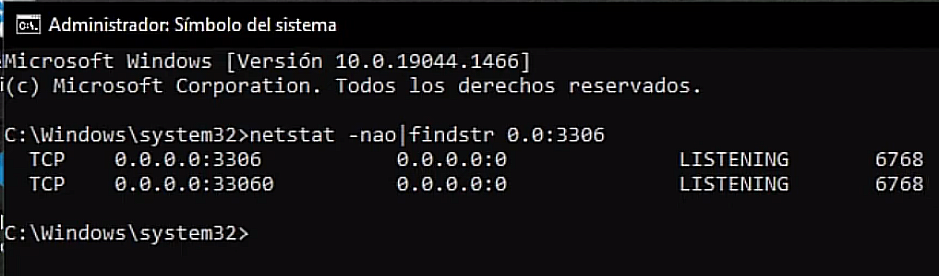 Administrador: Símbolo del sistema
Microsoft Windows [Versión 10.0.19044.1466]
(c) Microsoft Corporation. Todos los derechos reservados.
C:\Windows\system32>netstat -nao|findstr 0.0:3306
TCP 0.0.0.0:3306 0.0.0.0:0 LISTENING 6768
TCP 0.0.0.0:33060 0.0.0.0:0 LISTENING 6768
C:\Windows\system32>